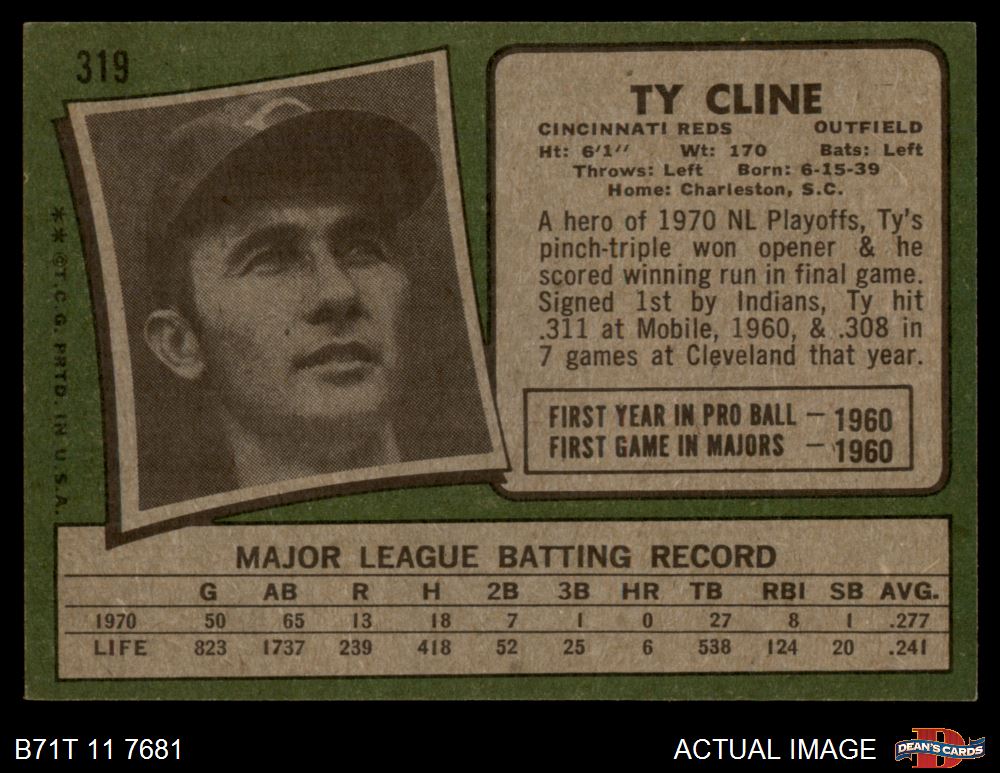 319
TY CLINE
CINCINNATI REDS OUTFIELD
Ht: 6'1" Wt: 170 Bats: Left
Throws: Left Born: 6-15-39
Home: Charleston, S.C.
A hero of 1970 NL Playoffs, Ty's
pinch-triple won opener & he
scored winning run in final game.
Signed 1st by Indians, Ty hit
.311 at Mobile, 1960, & .308 in
7 games at Cleveland that year.
FIRST YEAR IN PRO BALL — 1960
FIRST GAME IN MAJORS — 1960
**©T.C.G. PRTD. IN U.S.A.
MAJOR LEAGUE BATTING RECORD
G AB R H 2B 3B HR TB RBI SB AVG.
1970 50 65 13 18 7 1 0 27 8 1 .277
LIFE 823 1737 239 418 52 25 6 538 124 20 .241
B71T 11 7681
ACTUAL IMAGE
D
DEAN'S CARDS